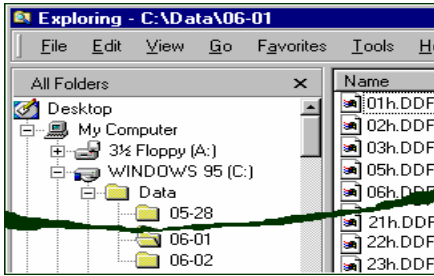 Exploring - C:\Data\06-01
File Edit View Go Favorites Tools
All Folders
Desktop
My Computer
3½ Floppy (A:)
WINDOWS 95 (C:)
Data
05-28
06-01
06-02
Name
01h.DDF
02h.DDF
03h.DDF
05h.DDF
06h.DDF
21h.DDF
22h.DDF
23h.DDF